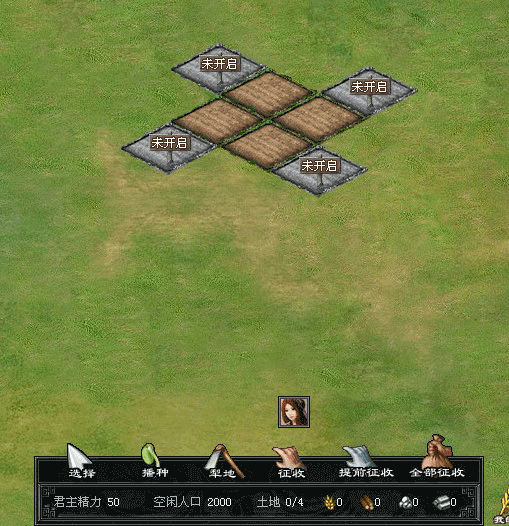 未开启
未开启
未开启
未开启
选择
播种
犁地
征收
提前征收
全部征收
君主精力 50
空闲人口 2000
土地 0/4
0
0
0
0